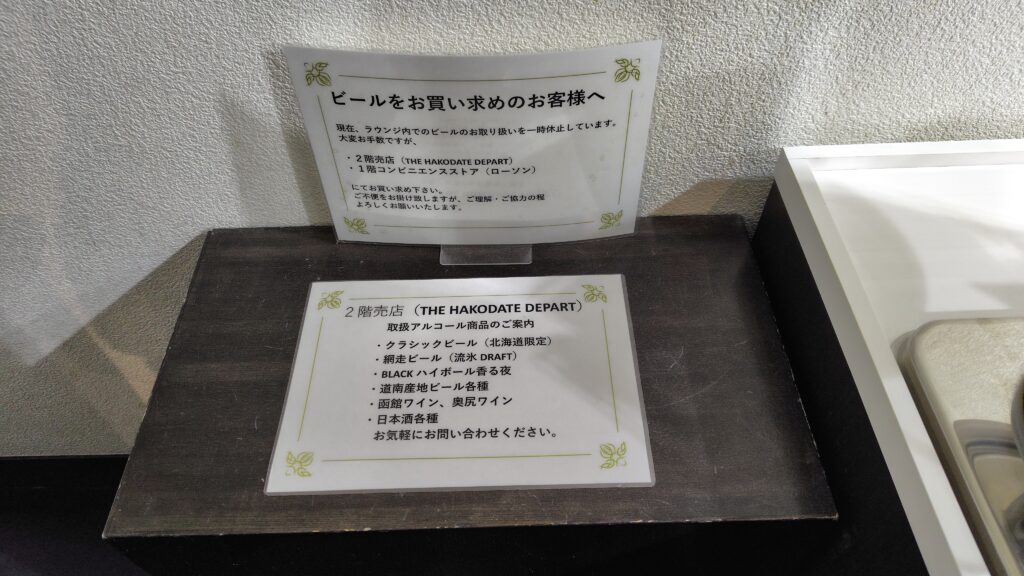 ビールをお買い求めのお客様へ
現在、ラウンジ内でのビールのお取り扱いを一時休止しています。
大変お手数ですが、
・２階売店（THE HAKODATE DEPART）
・１階コンビニエンスストア（ローソン）
にてお買い求め下さい。
ご不便をお掛け致しますが、ご理解・ご協力の程
よろしくお願いいたします。
２階売店（THE HAKODATE DEPART）
取扱アルコール商品のご案内
・クラシックビール（北海道限定）
・網走ビール（流氷 DRAFT）
・BLACK ハイボール香る夜
・道南産地ビール各種
・函館ワイン、奥尻ワイン
・日本酒各種
お気軽にお問い合わせください。